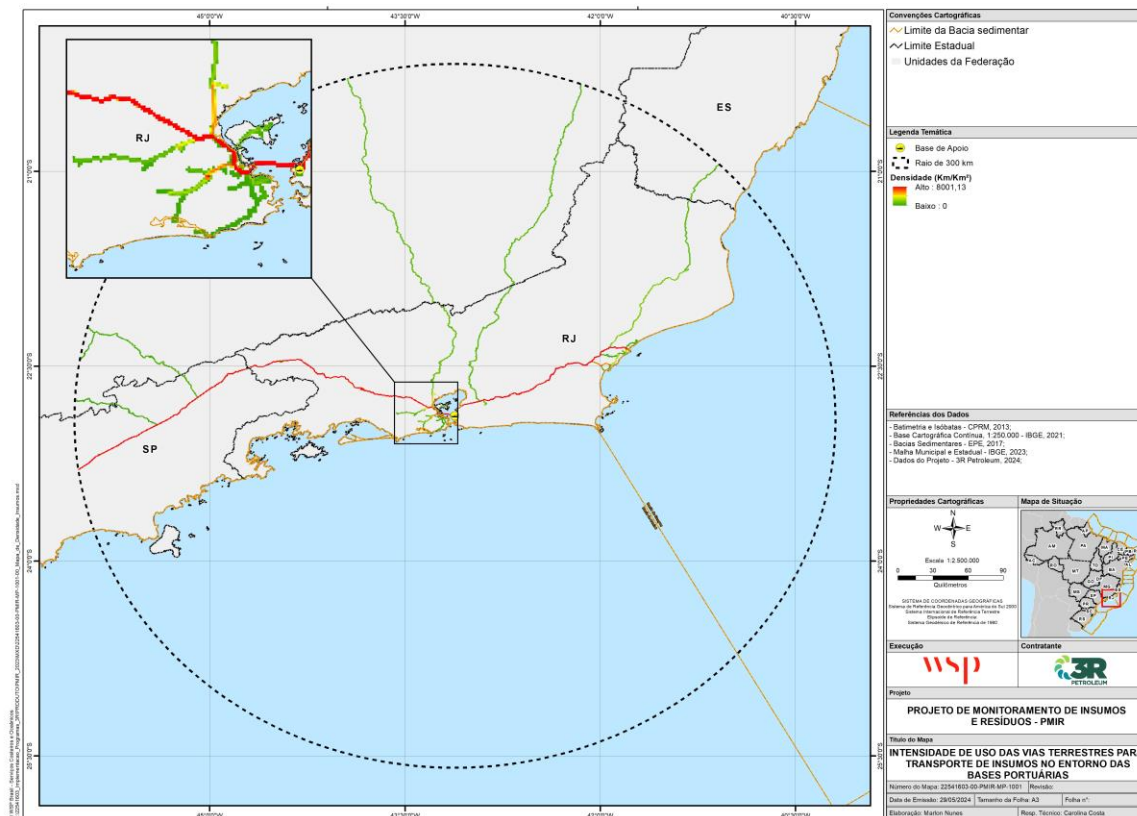 45°0'0"S
43°30'0"S
42°0'0"S
40°30'0"S
21°0'0"S
22°30'0"S
24°0'0"S
25°30'0"S
RJ
ES
RJ
SP
Convenções Cartográficas
Limite da Bacia sedimentar
Limite Estadual
Unidades da Federação
Legenda Temática
Base de Apoio
Raio de 300 km
Densidade (Km/Km²)
Alto : 8001,13
Baixo : 0
Referências dos Dados
- Batimetria e Isóbatas - CPRM, 2013;
- Base Cartográfica Contínua, 1:250.000 - IBGE, 2021;
- Bacias Sedimentares - EPE, 2017;
- Malha Municipal e Estadual - IBGE, 2023;
- Dados do Projeto - 3R Petroleum, 2024;
Propriedades Cartográficas
Mapa de Situação
N
W
E
S
Escala 1:2.500.000
0 30 60 90
Quilômetros
SISTEMA DE COORDENADAS GEOGRÁFICAS
Execução
Contratante
wsp
3R
PETROLEUM
Projeto
PROJETO DE MONITORAMENTO DE INSUMOS
E RESÍDUOS - PMIR
Título do Mapa
INTENSIDADE DE USO DAS VIAS TERRESTRES PAR
TRANSPORTE DE INSUMOS NO ENTORNO DAS
BASES PORTUÁRIAS
Número do Mapa: 22541603-00-PMIR-MP-1001 Revisão:
Data de Emissão: 29/05/2024 Tamanho da Folha: A3 Folha n°:
Elaboração: Marlon Nunes Resp. Técnico: Carolina Costa